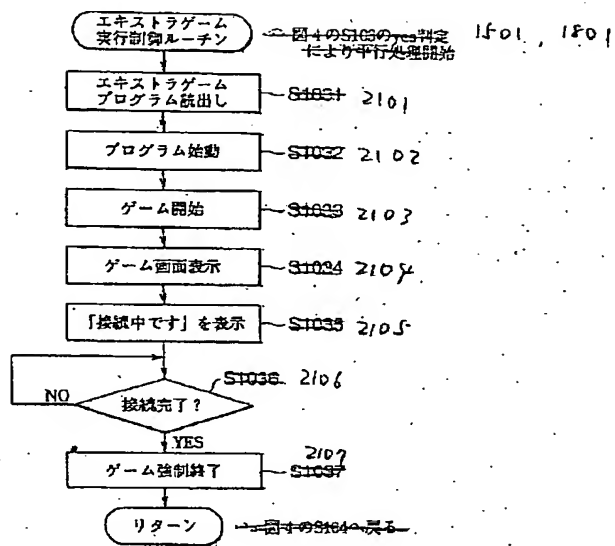 エキストラゲーム
実行制御ルーチン
図4のS103のyes判定
により平行処理開始
1501, 1801
エキストラゲーム
プログラム読出し
S1031 2101
プログラム始動
S1032 2102
ゲーム開始
S1033 2103
ゲーム画面表示
S1034 2104
「接続中です」を表示
S1035 2105
S1036 2106
NO
接続完了?
YES
2107
ゲーム強制終了
S1037
リターン
図4のS104へ戻る